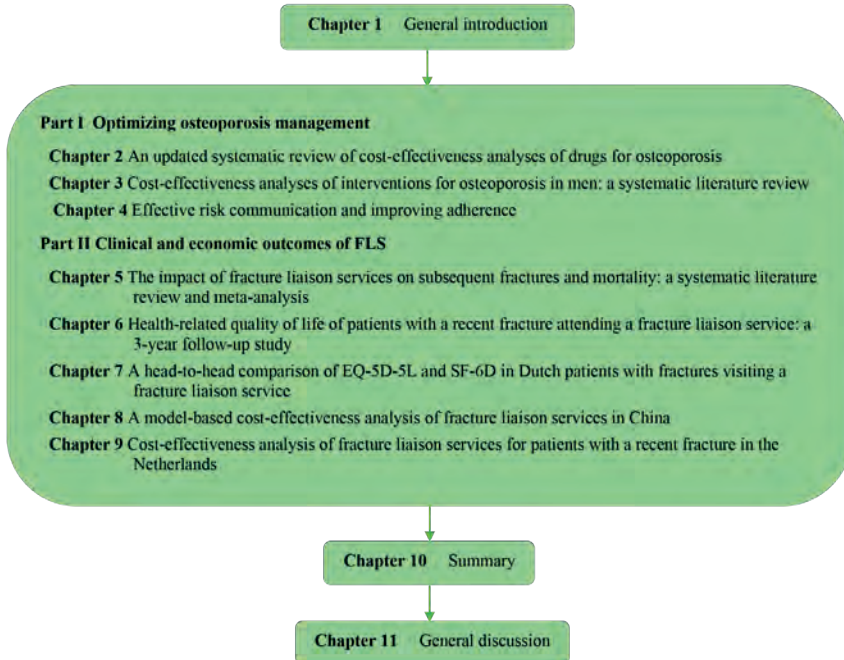 Chapter 1 General introduction
Part I Optimizing osteoporosis management
Chapter 2 An updated systematic review of cost-effectiveness analyses of drugs for osteoporosis
Chapter 3 Cost-effectiveness analyses of interventions for osteoporosis in men: a systematic literature review
Chapter 4 Effective risk communication and improving adherence
Part II Clinical and economic outcomes of FLS
Chapter 5 The impact of fracture liaison services on subsequent fractures and mortality: a systematic literature
review and meta-analysis
Chapter 6 Health-related quality of life of patients with a recent fracture attending a fracture liaison service: a
3-year follow-up study
Chapter 7 A head-to-head comparison of EQ-5D-5L and SF-6D in Dutch patients with fractures visiting a
fracture liaison service
Chapter 8 A model-based cost-effectiveness analysis of fracture liaison services in China
Chapter 9 Cost-effectiveness analysis of fracture liaison services for patients with a recent fracture in the
Netherlands
Chapter 10 Summary
Chapter 11 General discussion